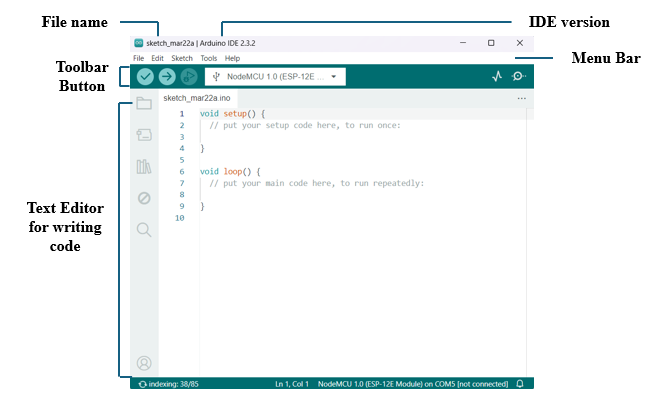 File name
IDE version
sketch_mar22a | Arduino IDE 2.3.2
File Edit Sketch Tools Help
Menu Bar
Toolbar
Button
NodeMCU 1.0 (ESP-12E ...
sketch_mar22a.ino
1 void setup() {
2 // put your setup code here, to run once:
3
4 }
5
6 void loop() {
7 // put your main code here, to run repeatedly:
8
9 }
10
Text Editor
for writing
code
indexing: 38/85
Ln 1, Col 1 NodeMCU 1.0 (ESP-12E Module) on COM5 [not connected]